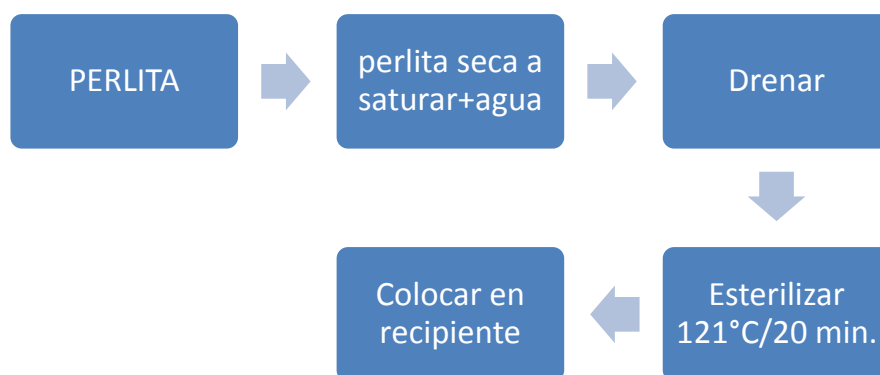 PERLITA
perlita seca a
saturar+agua
Drenar
Esterilizar
121°C/20 min.
Colocar en
recipiente